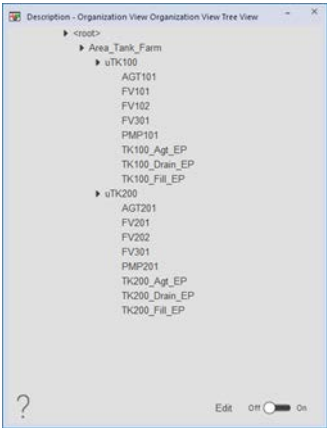 Description - Organization View Organization View Tree View
<root>
Area_Tank_Farm
uTK100
AGT101
FV101
FV102
FV301
PMP101
TK100_Agt_EP
TK100_Drain_EP
TK100_Fill_EP
uTK200
AGT201
FV201
FV202
FV301
PMP201
TK200_Agt_EP
TK200_Drain_EP
TK200_Fill_EP
? Edit Off On